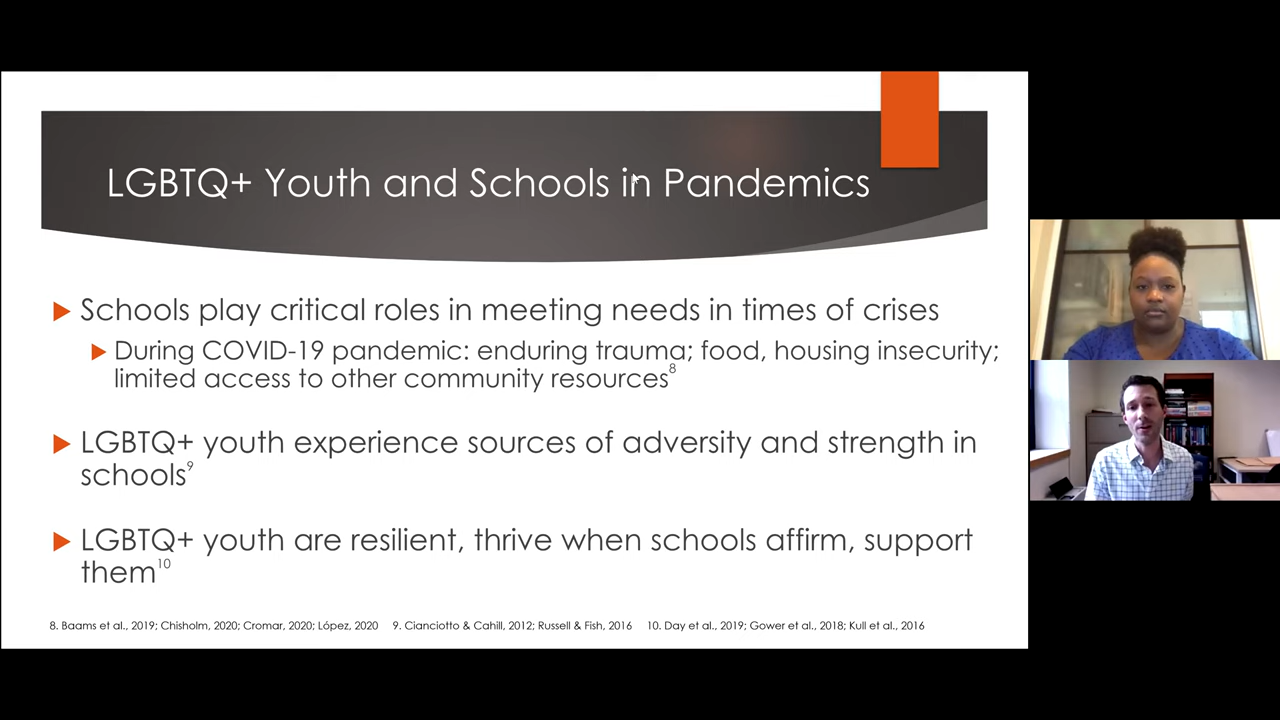 LGBTQ+ Youth and Schools in Pandemics
Schools play critical roles in meeting needs in times of crises
During COVID-19 pandemic: enduring trauma; food, housing insecurity;
limited access to other community resources8
LGBTQ+ youth experience sources of adversity and strength in
schools9
LGBTQ+ youth are resilient, thrive when schools affirm, support
them10
8. Baams et al., 2019; Chisholm, 2020; Cromar, 2020; López, 2020 9. Cianciotto & Cahill, 2012; Russell & Fish, 2016 10. Day et al., 2019; Gower et al., 2018; Kull et al., 2016